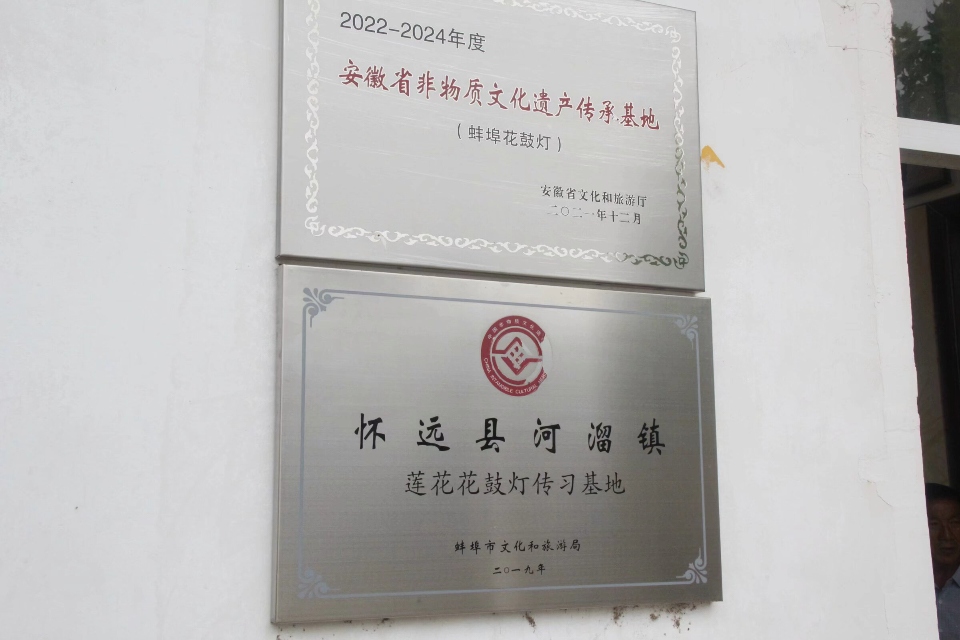 2022-2024年度
安徽省非物质文化遗产传承基地
（蚌埠花鼓灯）
安徽省文化和旅游厅
二〇二一年十二月
怀远县河溜镇
莲花花鼓灯传习基地
蚌埠市文化和旅游局
二〇一九年